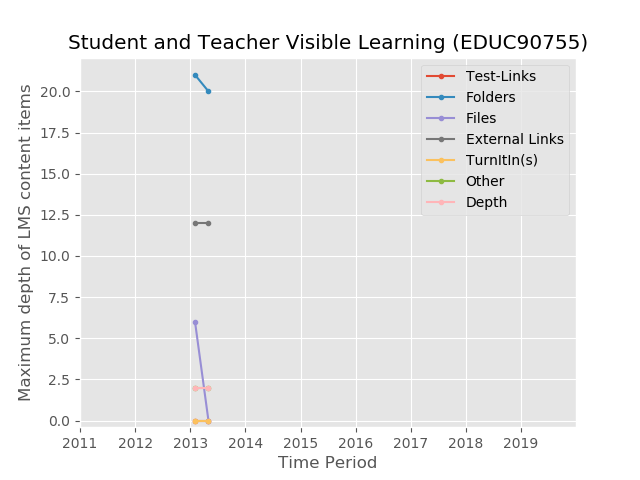 Student and Teacher Visible Learning (EDUC90755)
Test-Links
Folders
Files
External Links
TurnItIn(s)
Other
Depth
Maximum depth of LMS content items
20.0
17.5
15.0
12.5
10.0
7.5
5.0
2.5
0.0
2011 2012 2013 2014 2015 2016 2017 2018 2019
Time Period